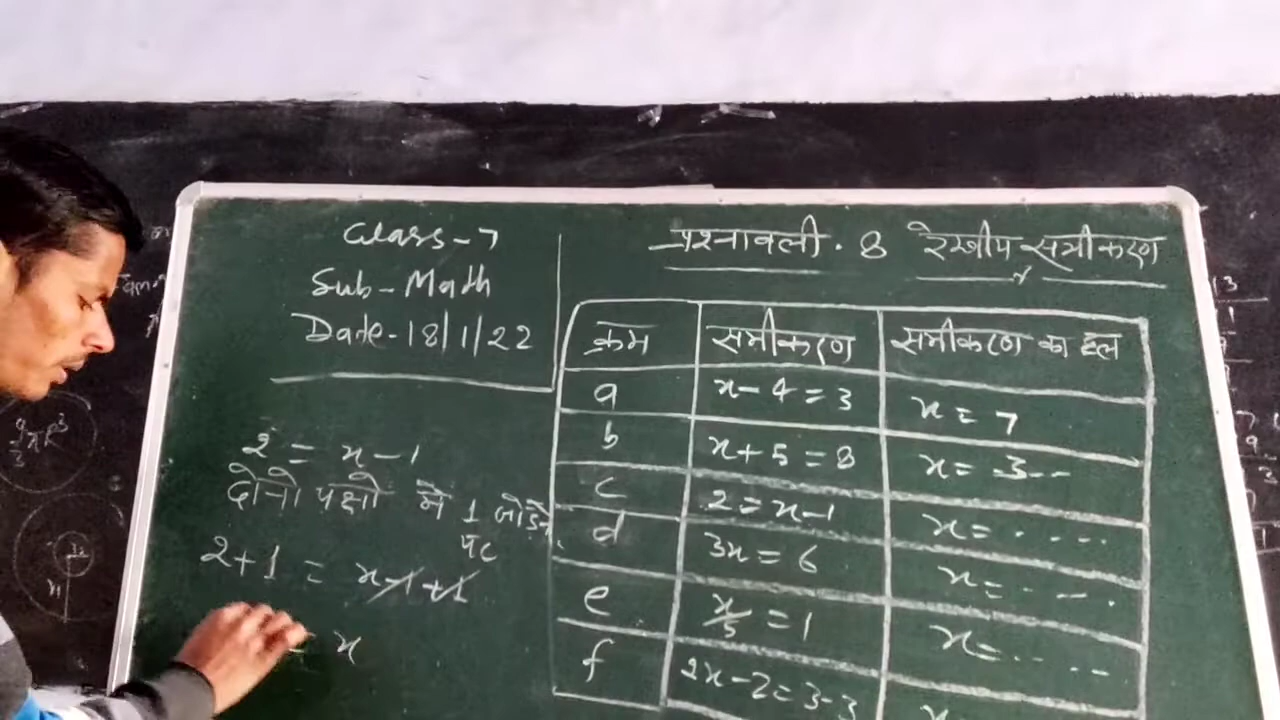 Class-7
Sub-Math
Date-18/1/22
प्रश्नावली. 8 रेखीय समीकरण
2 = x-1
दोनो पक्षो मे 1 जोड़ने
पर
2+1 = x-1+1
= x
क्रम समीकरण समीकरण का हल
a x-4=3 x=7
b x+5=8 x= 3--
c 2=x-1 x=.....
d 3x=6 x=.--.
e x/5=1 x=.....
f 2x-2=3-3 x
4/3πR³